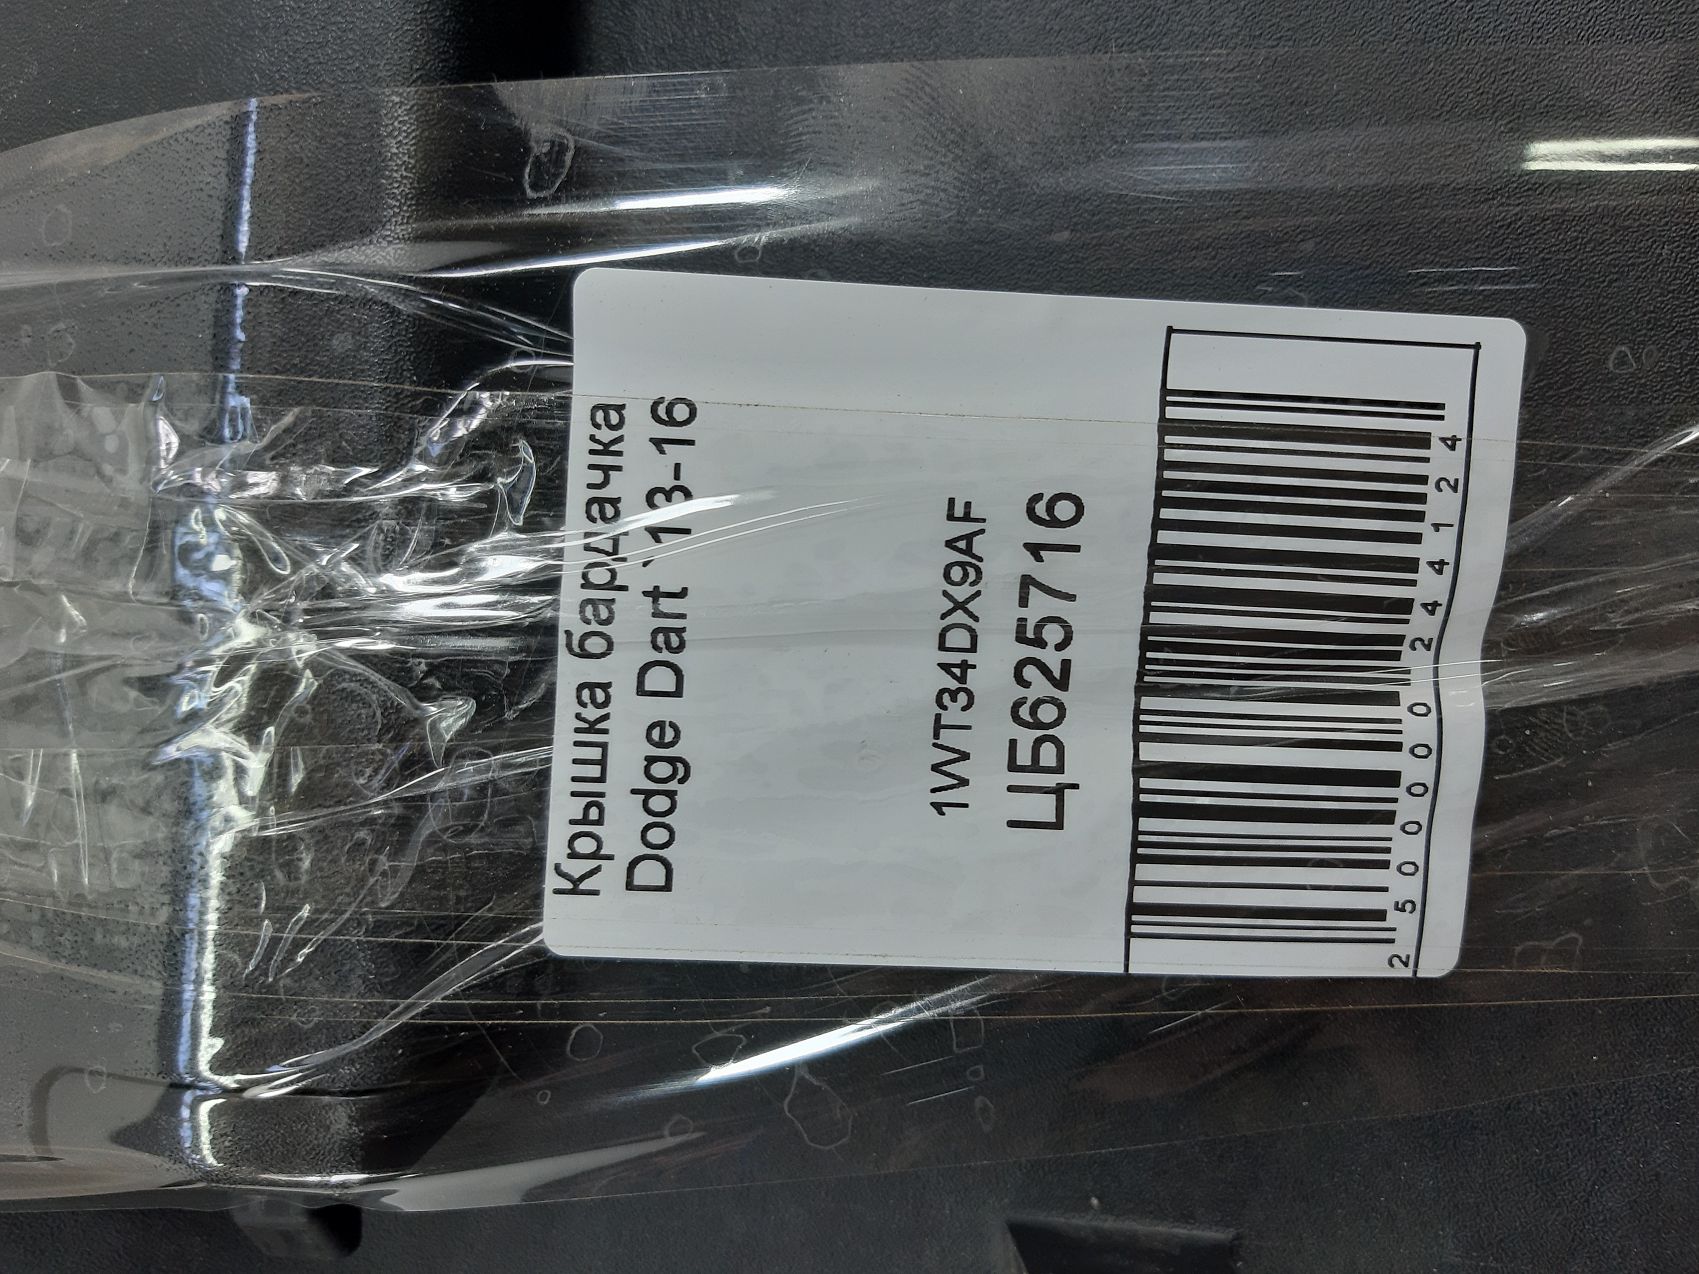 Крышка бардачка
Dodge Dart 13-16
1WT34DX9AF
ЦБ625716
2500000244124